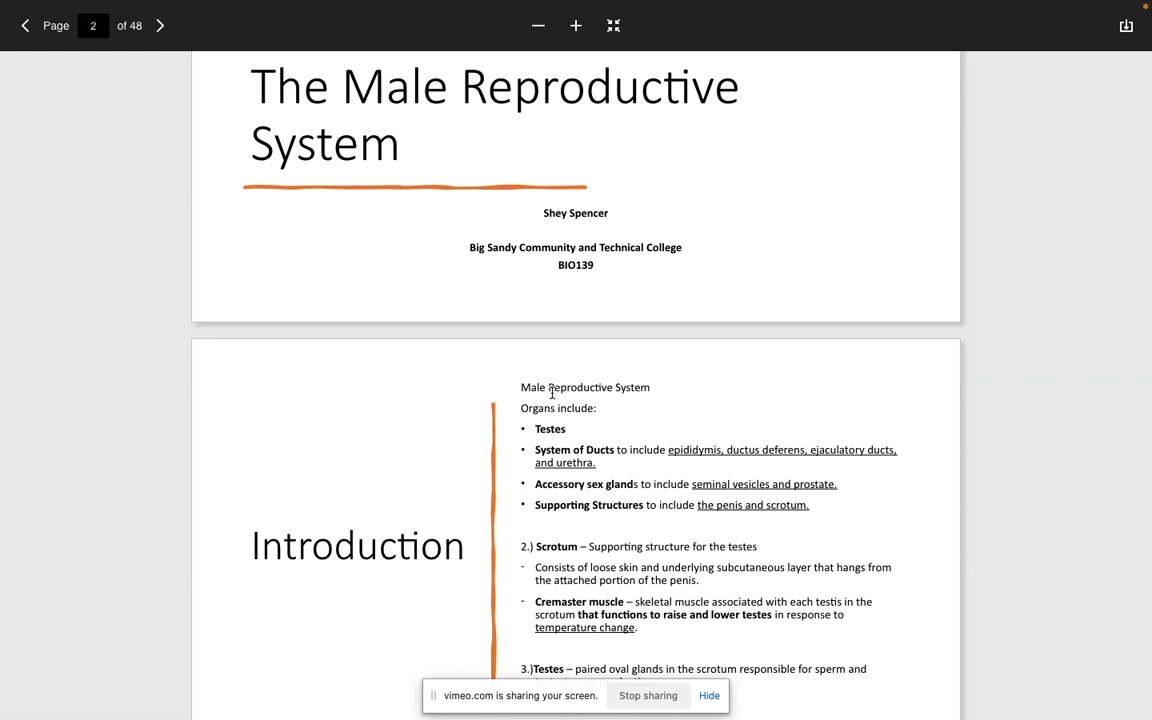 Page 2 of 48
The Male Reproductive
System
Shey Spencer
Big Sandy Community and Technical College
BIO139
Introduction
Male Reproductive System
Organs include:
• Testes
• System of Ducts to include epididymis, ductus deferens, ejaculatory ducts,
and urethra.
• Accessory sex glands to include seminal vesicles and prostate.
• Supporting Structures to include the penis and scrotum.
2.) Scrotum – Supporting structure for the testes
- Consists of loose skin and underlying subcutaneous layer that hangs from
the attached portion of the penis.
- Cremaster muscle – skeletal muscle associated with each testis in the
scrotum that functions to raise and lower testes in response to
temperature change.
3.)Testes – paired oval glands in the scrotum responsible for sperm and
vimeo.com is sharing your screen. Stop sharing Hide